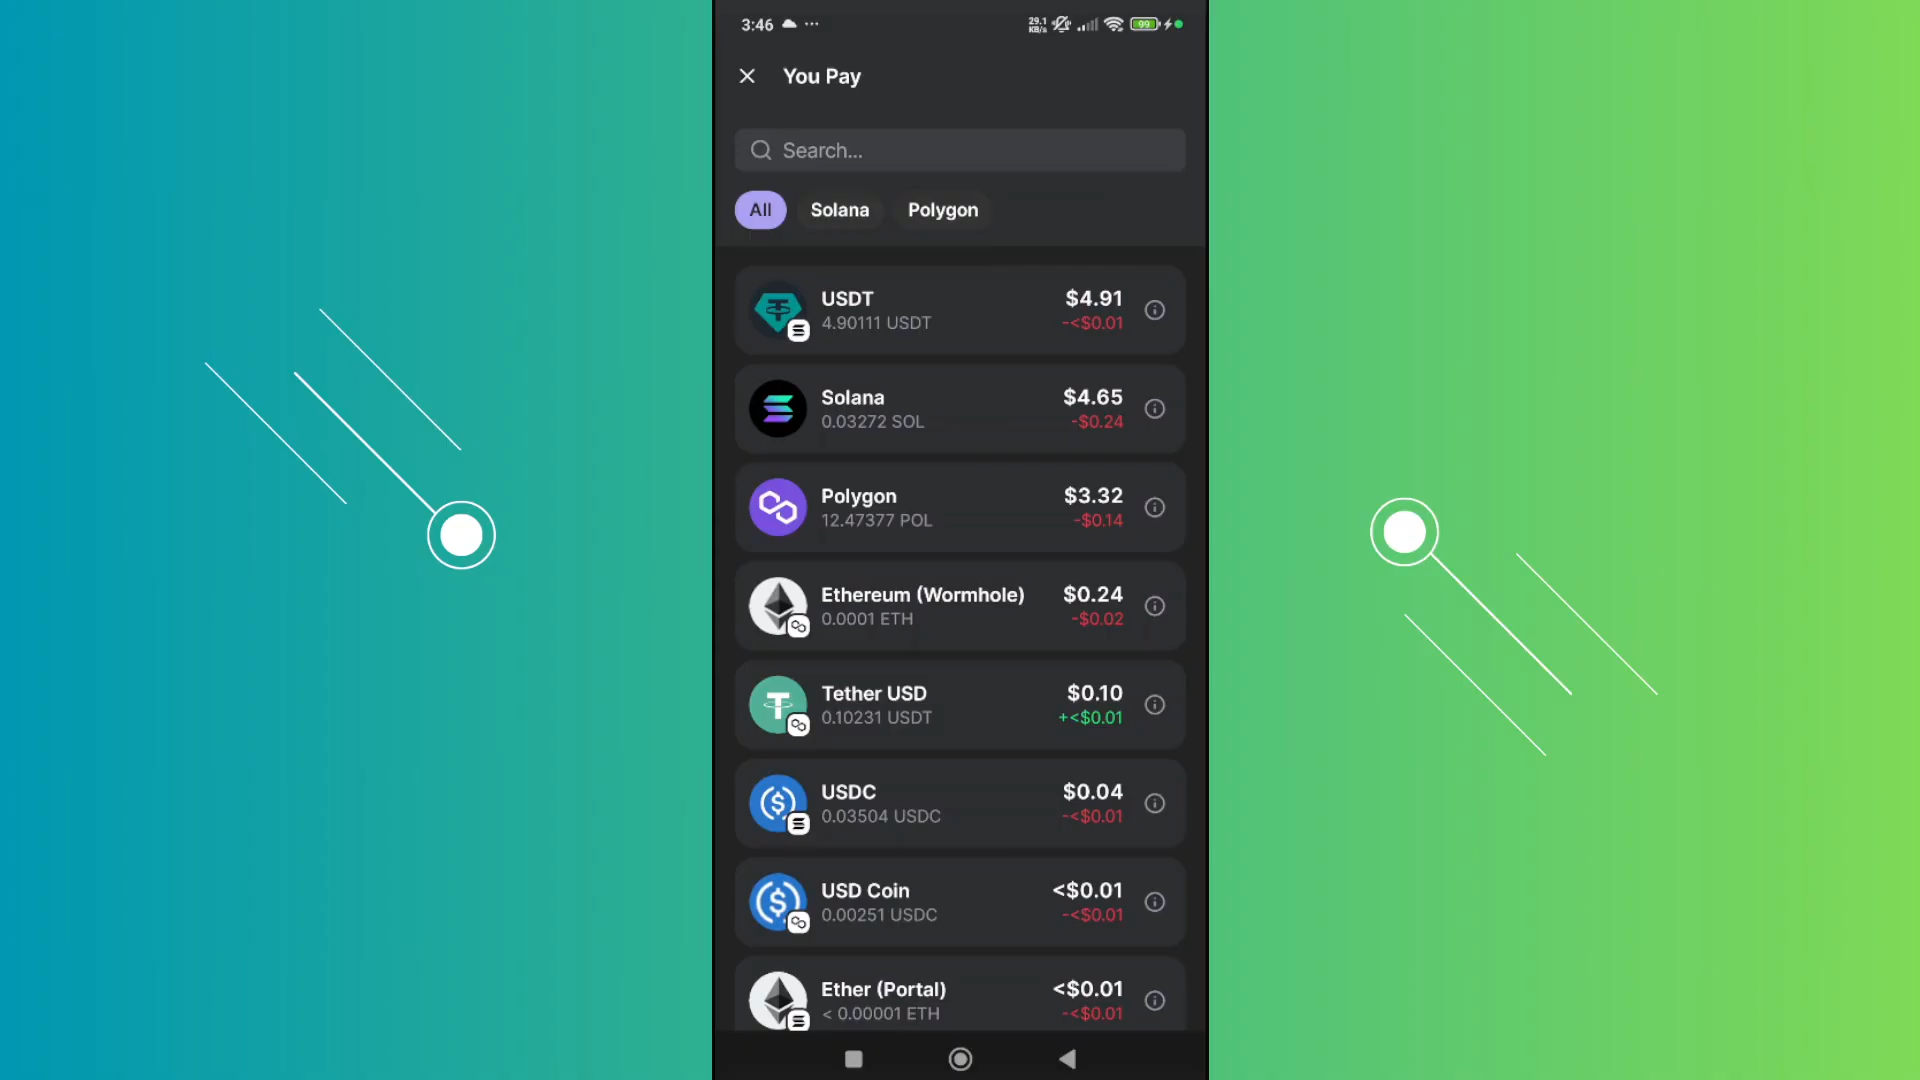 3:46 ...
29.1 KB/s
99
You Pay
Search...
All Solana Polygon
USDT $4.91
4.90111 USDT -<$0.01
Solana $4.65
0.03272 SOL -$0.24
Polygon $3.32
12.47377 POL -$0.14
Ethereum (Wormhole) $0.24
0.0001 ETH -$0.02
Tether USD $0.10
0.10231 USDT +<$0.01
USDC $0.04
0.03504 USDC -<$0.01
USD Coin <$0.01
0.00251 USDC -<$0.01
Ether (Portal) <$0.01
< 0.00001 ETH -<$0.01